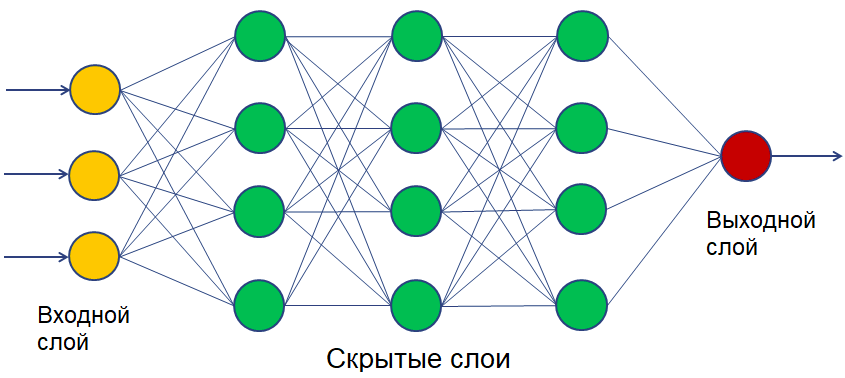 Входной
слой
Скрытые слои
Выходной
слой